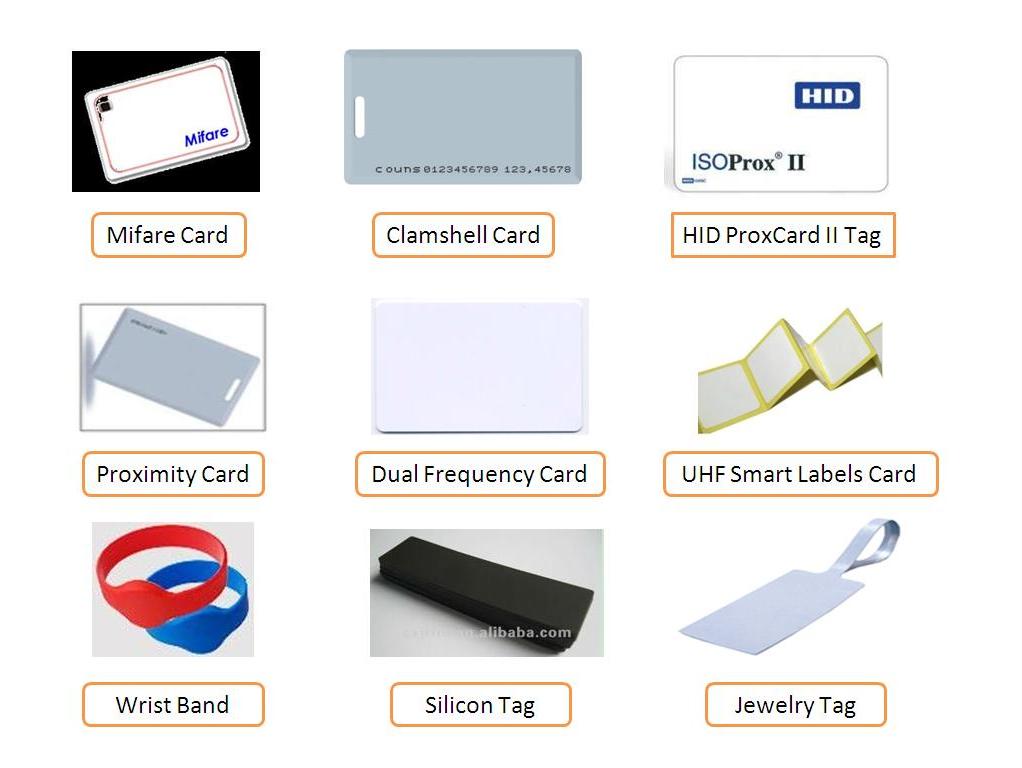 Mifare
couns 0123456789 123,45678
HID
ISOProx® II
Mifare Card
Clamshell Card
HID ProxCard II Tag
Proximity Card
Dual Frequency Card
UHF Smart Labels Card
.alibaba.com
Wrist Band
Silicon Tag
Jewelry Tag